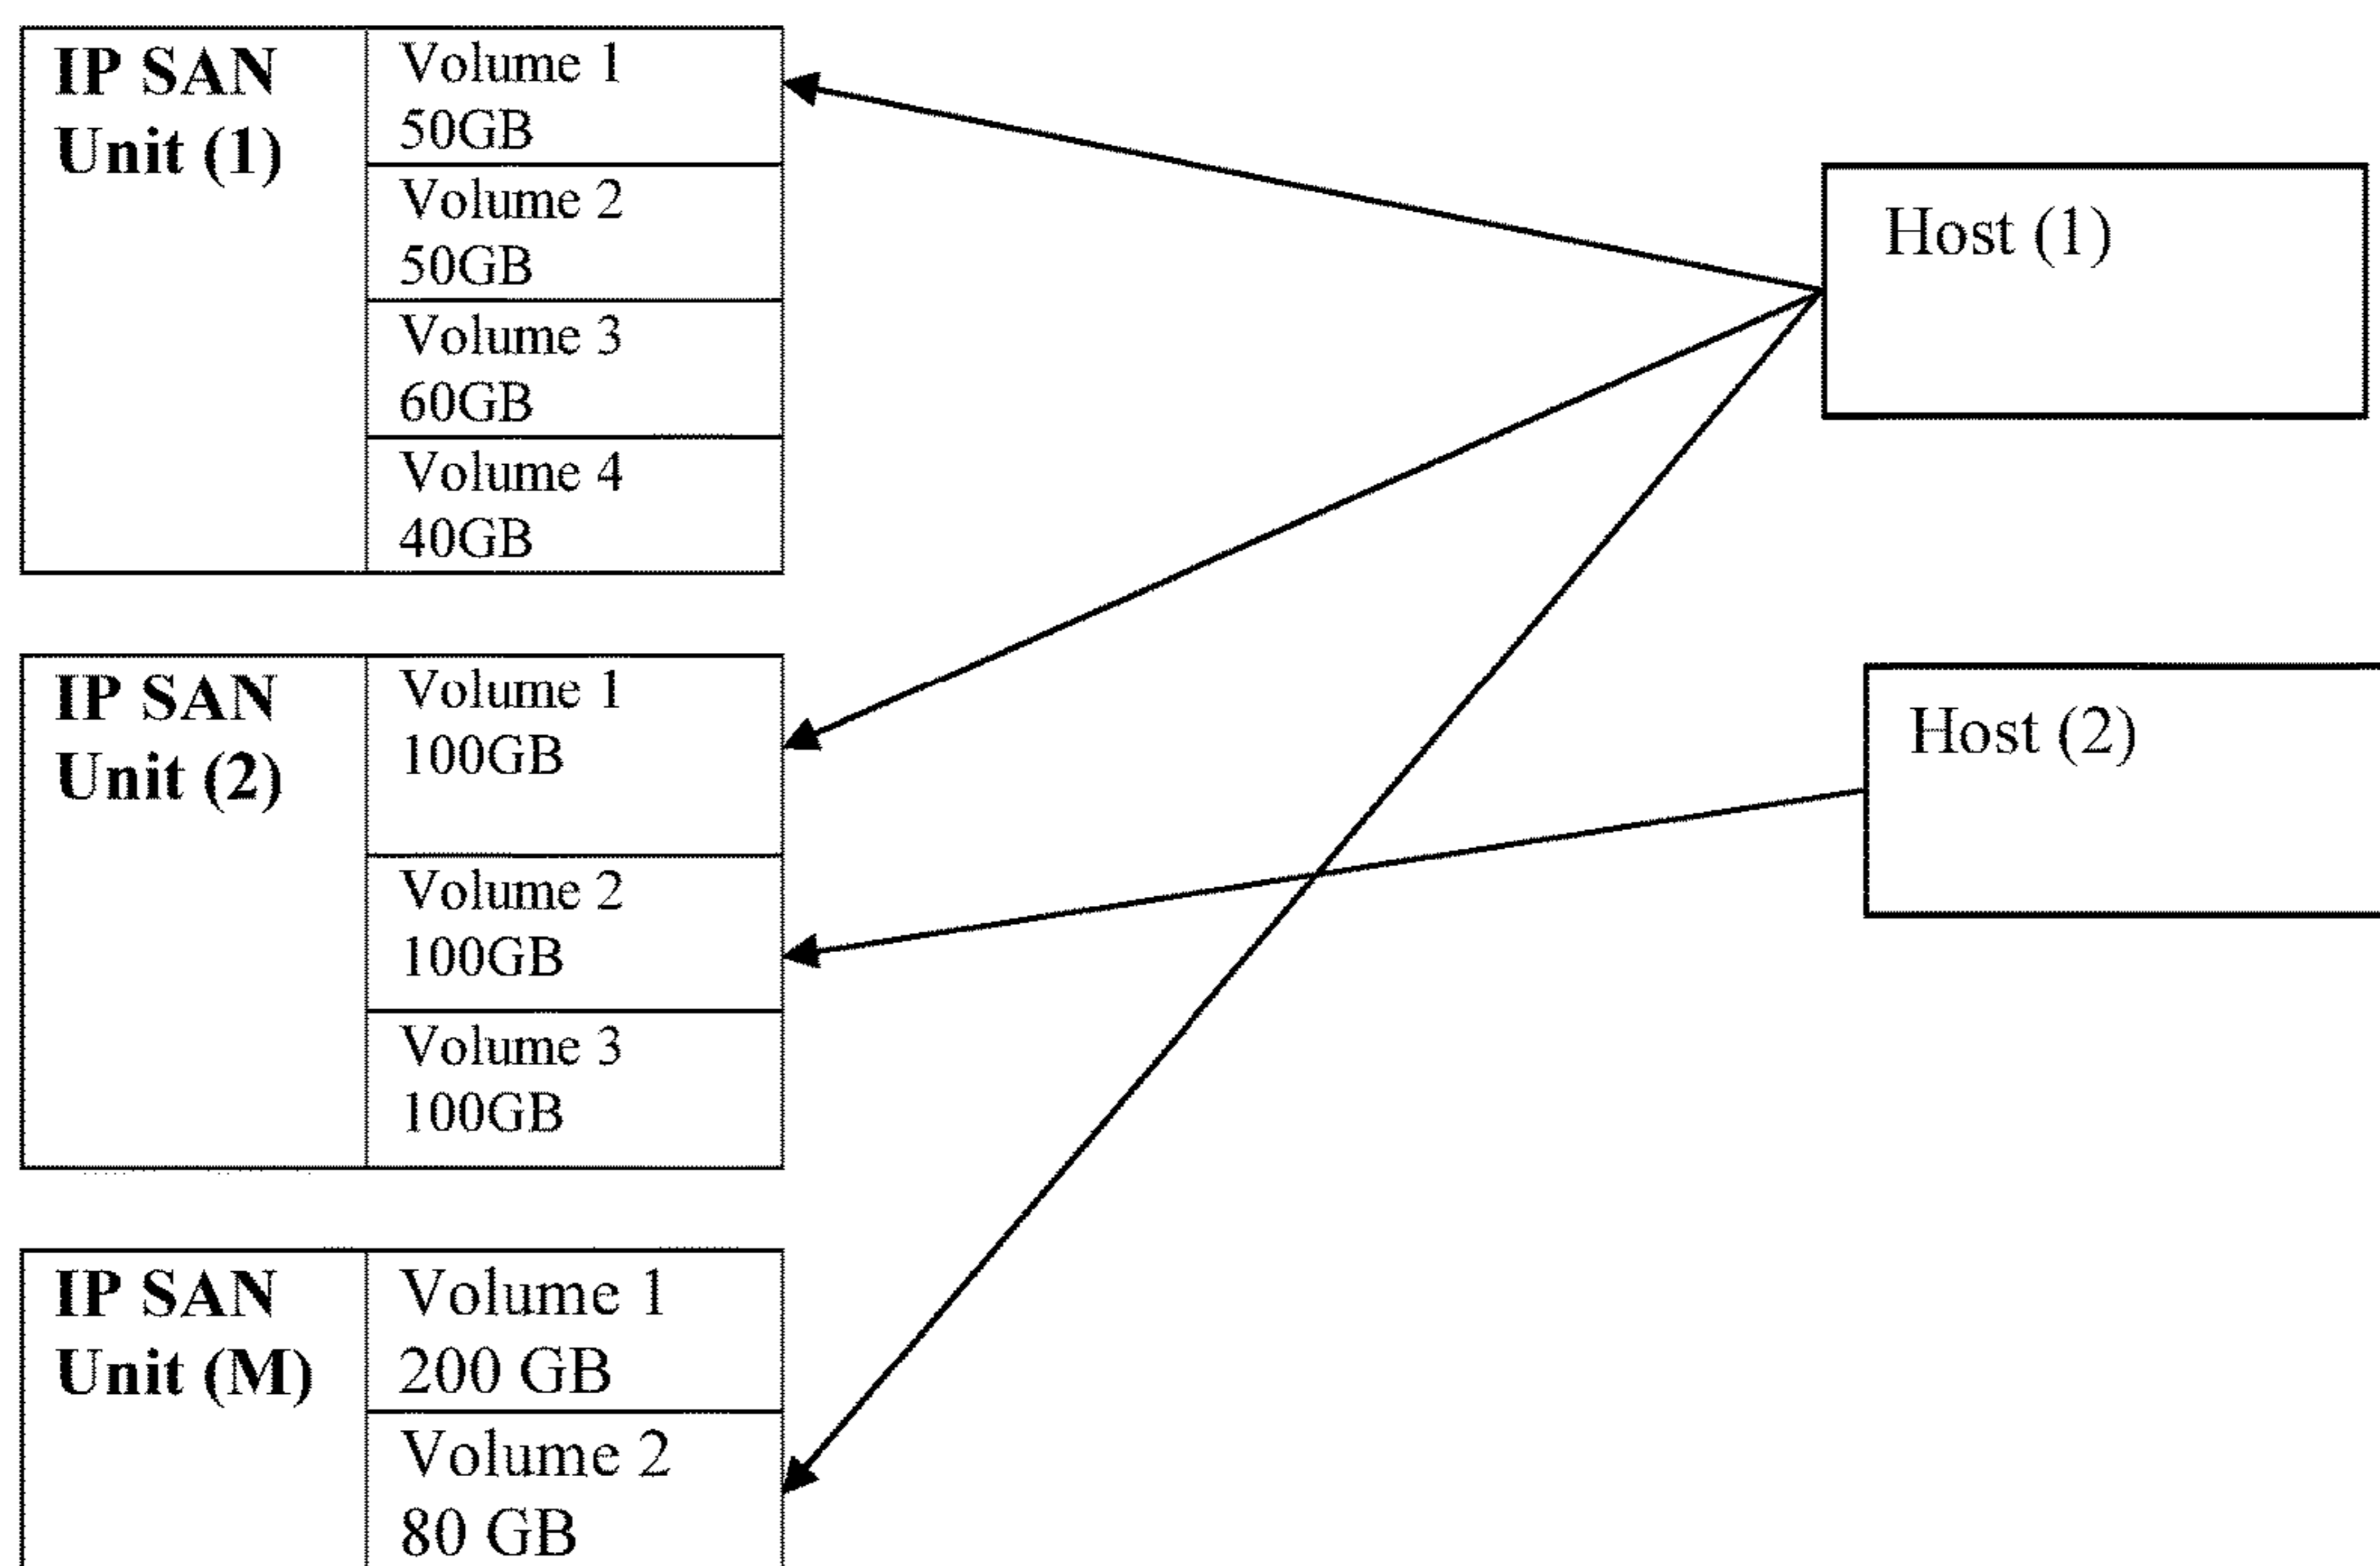 IP SAN
Unit (1)
Volume 1
50GB
Volume 2
50GB
Volume 3
60GB
Volume 4
40GB
Host (1)
IP SAN
Unit (2)
Volume 1
100GB
Volume 2
100GB
Volume 3
100GB
Host (2)
IP SAN
Unit (M)
Volume 1
200 GB
Volume 2
80 GB